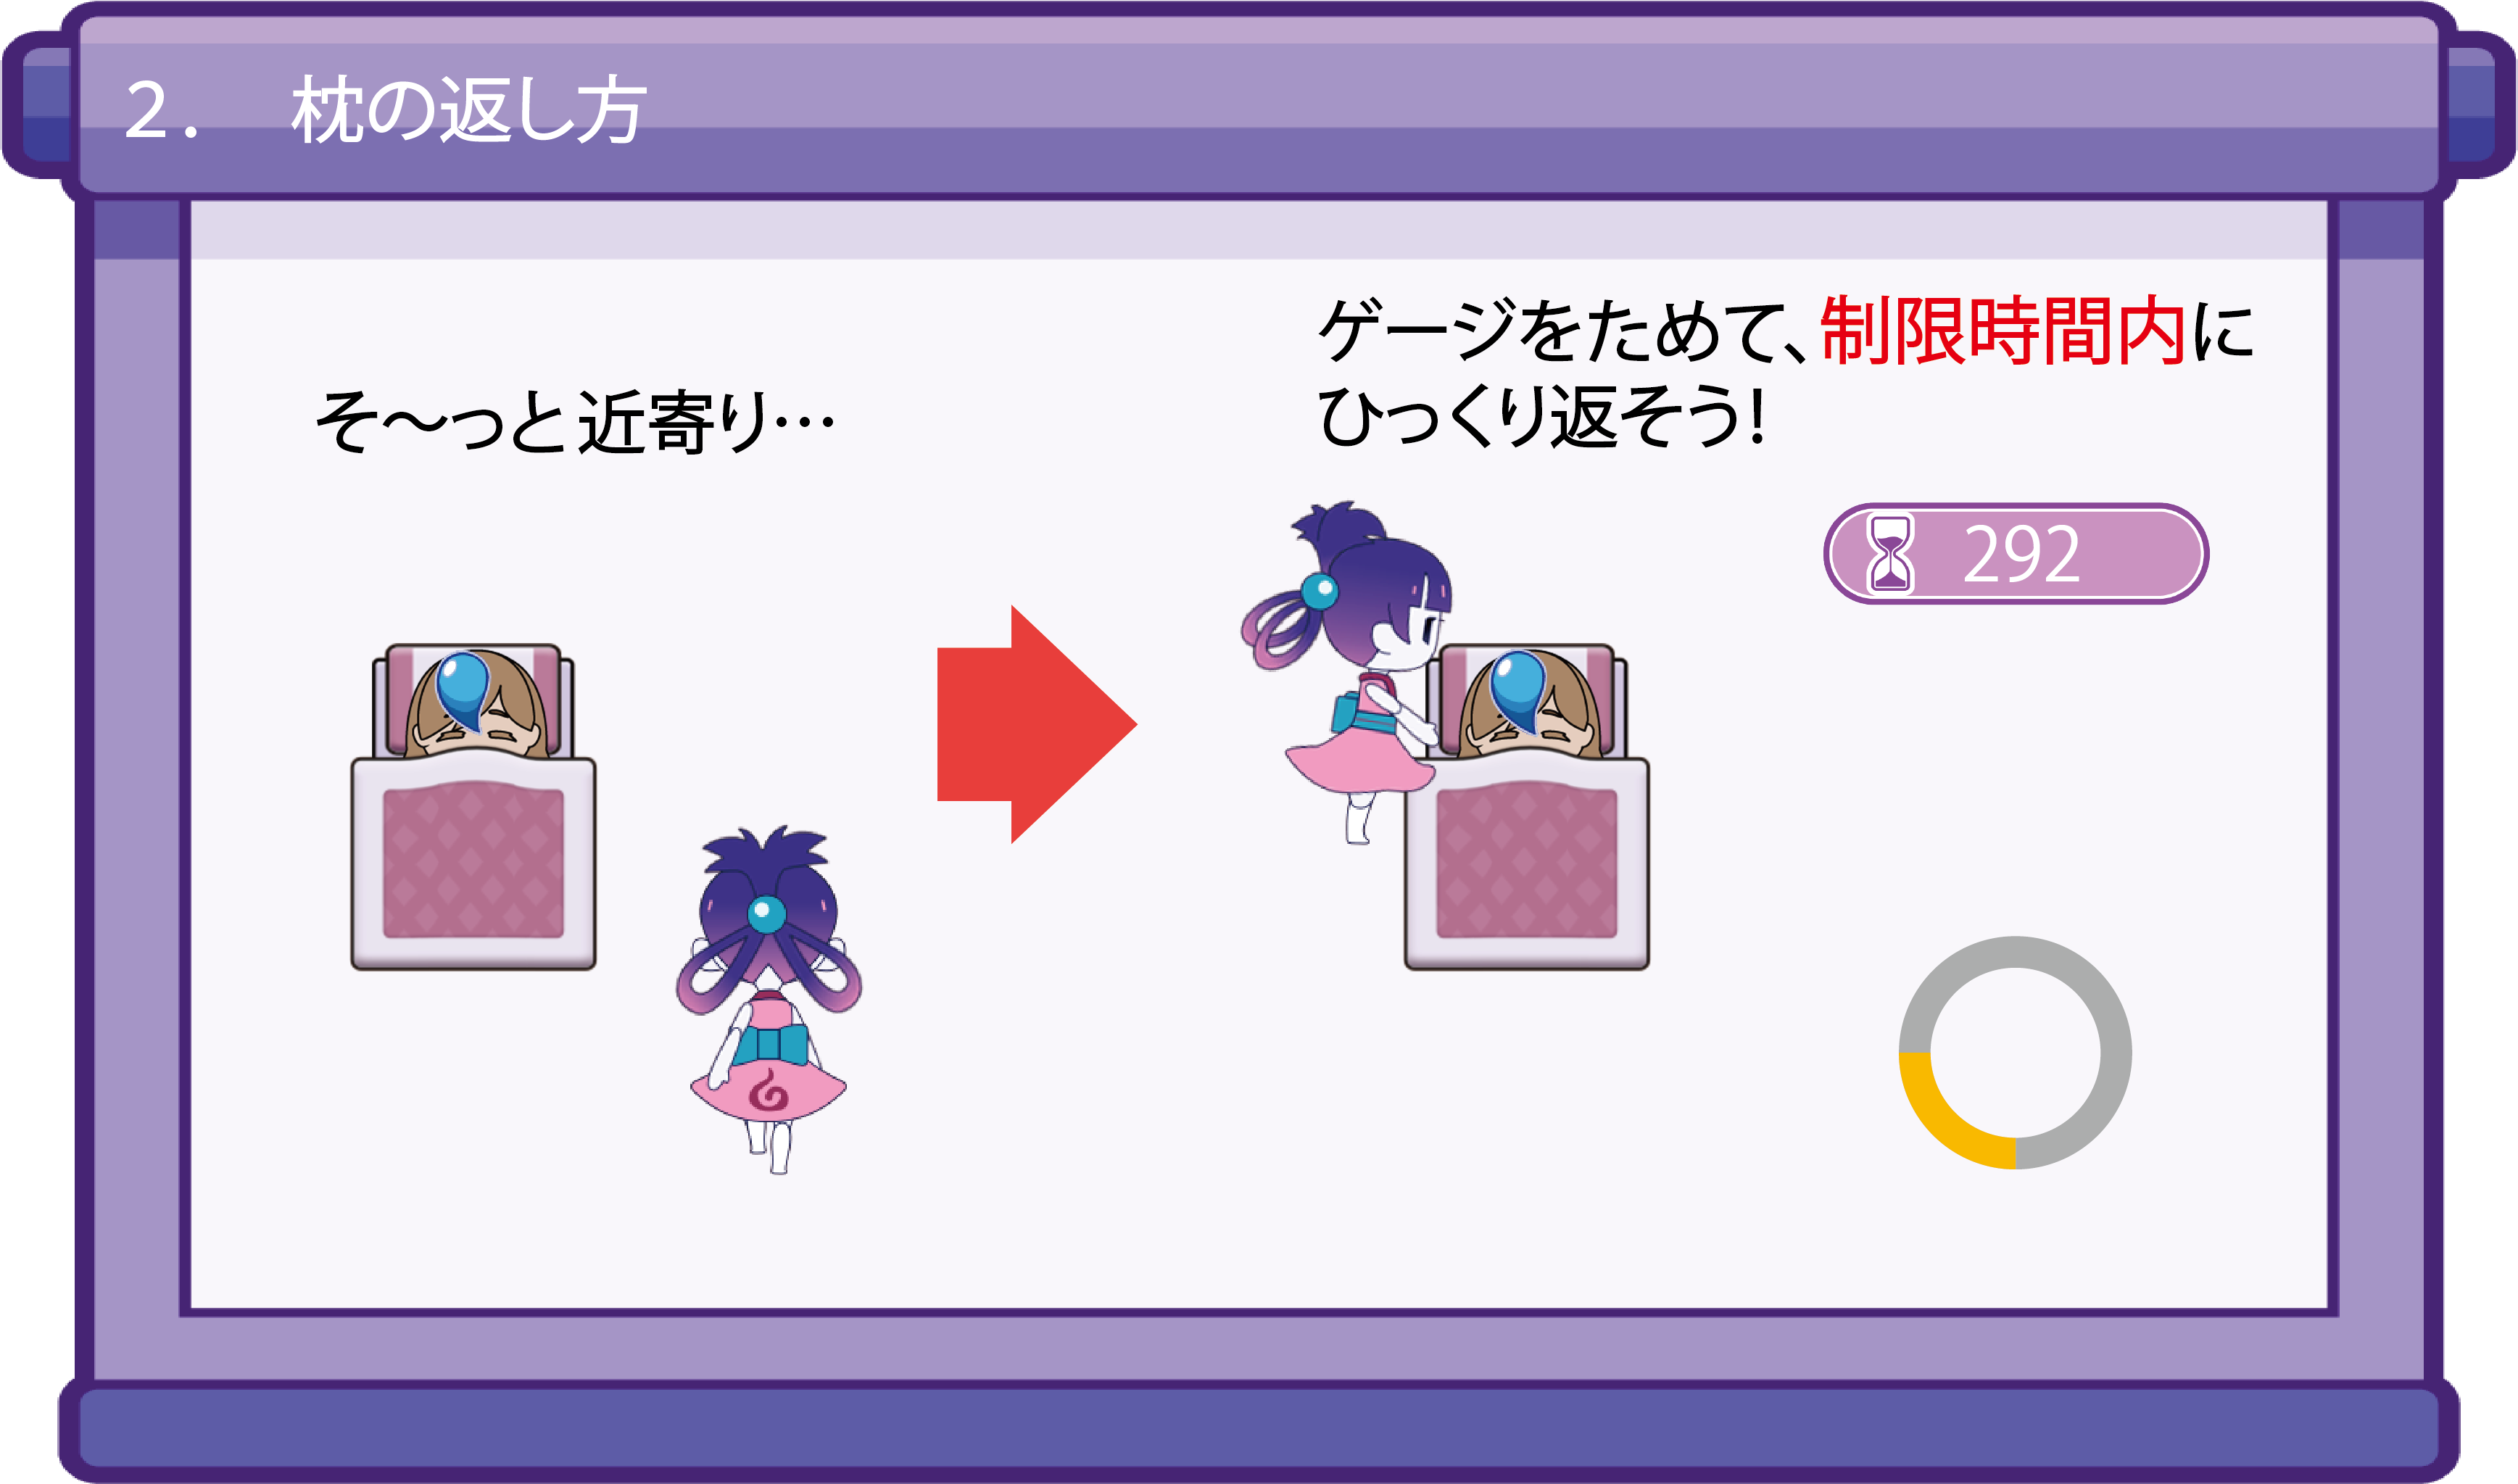 2.　枕の返し方
そ～っと近寄り…
ゲージをためて、制限時間内に
ひっくり返そう！
292